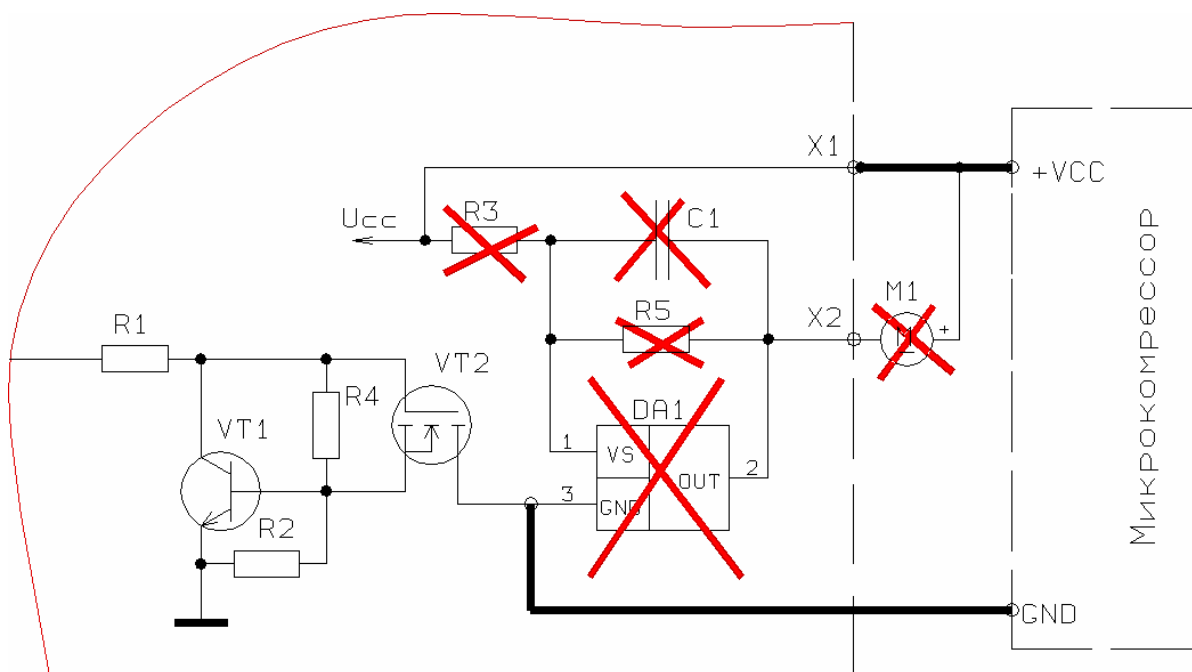 X1
+VCC
R3
C1
Ucc
M1
R5
X2
+
R1
VT2
R4
DA1
VT1
1
VS
2
OUT
3
GND
R2
GND
Микрокомрессор